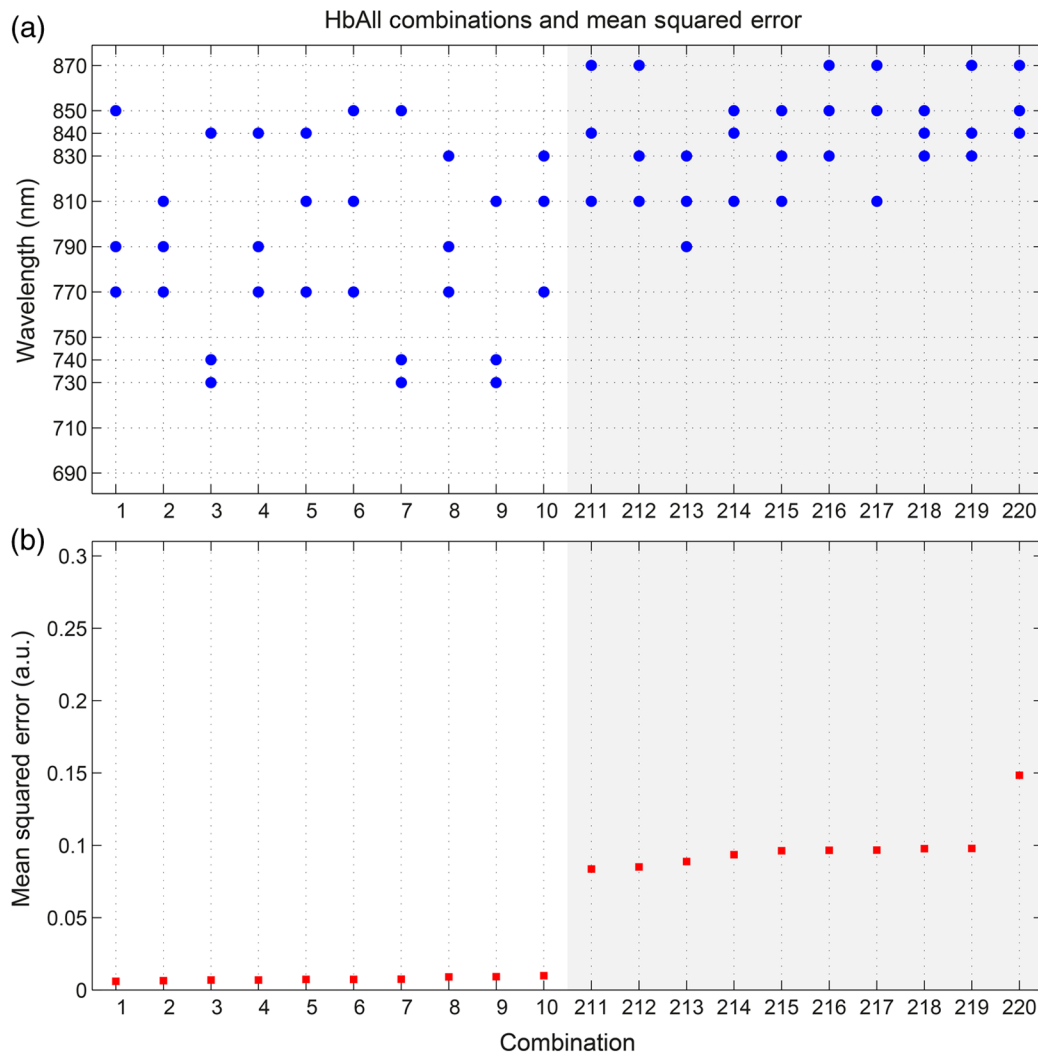 (a)
HbAll combinations and mean squared error
Wavelength (nm)
870
850
840
830
810
790
770
750
740
730
710
690
1 2 3 4 5 6 7 8 9 10 211 212 213 214 215 216 217 218 219 220
(b)
Mean squared error (a.u.)
0.3
0.25
0.2
0.15
0.1
0.05
0
1 2 3 4 5 6 7 8 9 10 211 212 213 214 215 216 217 218 219 220
Combination